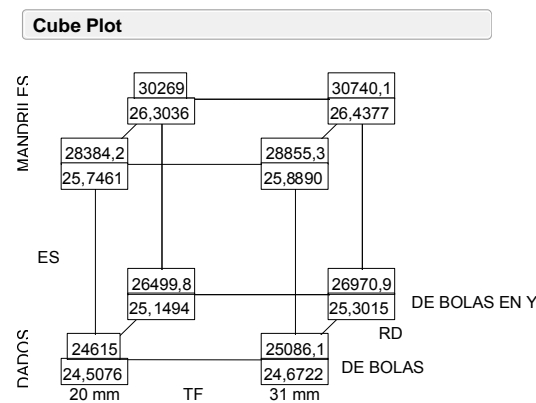 Cube Plot
MANDRILES
30269
26,3036
30740,1
26,4377
28384,2
25,7461
28855,3
25,8890
ES
26499,8
25,1494
26970,9
25,3015
DE BOLAS EN Y
RD
DADOS
24615
24,5076
25086,1
24,6722
DE BOLAS
20 mm
TF
31 mm